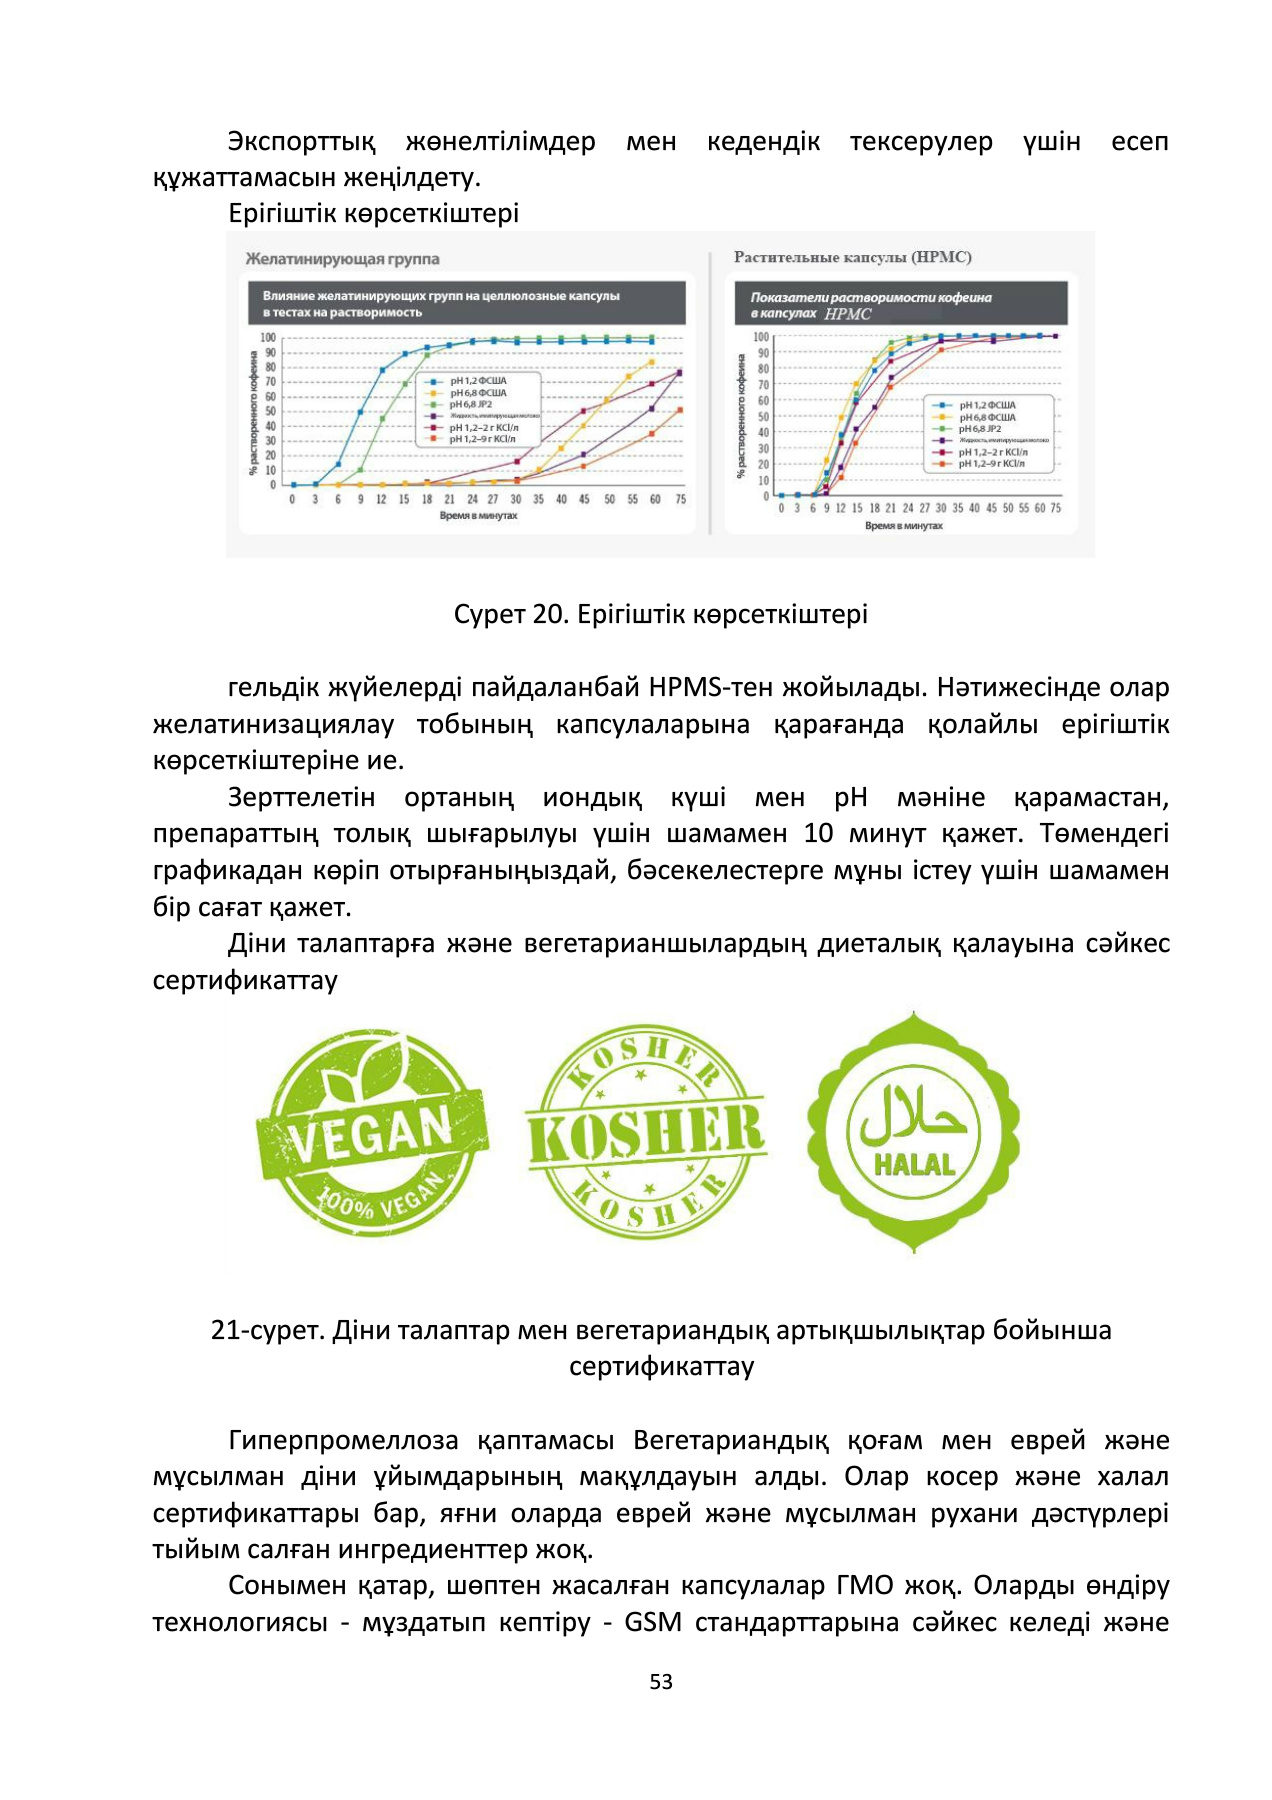 Экспорттық жөнелтілімдер мен кедендік тексерулер үшін есеп
құжаттамасын жеңілдету.
Ерігіштік көрсеткіштері
Желатинирующая группа
Влияние желатинирующих групп на целлюлозные капсулы
в тестах на растворимость
% растворенного кофеина
100
90
80
70
60
50
40
30
20
10
0
pH 1,2 ФСША
pH 6,8 ФСША
pH 6,8 JP2
Жидкость, имитирующая молоко
pH 1,2–2 г KCl/л
pH 1,2–9 г KCl/л
0 3 6 9 12 15 18 21 24 27 30 35 40 45 50 55 60 75
Время в минутах
Растительные капсулы (HPMC)
Показатели растворимости кофеина
в капсулах HPMC
% растворенного кофеина
100
90
80
70
60
50
40
30
20
10
0
pH 1,2 ФСША
pH 6,8 ФСША
pH 6,8 JP2
Жидкость, имитирующая молоко
pH 1,2–2 г KCl/л
pH 1,2–9 г KCl/л
0 3 6 9 12 15 18 21 24 27 30 35 40 45 50 55 60 75
Время в минутах
Сурет 20. Ерігіштік көрсеткіштері
гельдік жүйелерді пайдаланбай HPMS-тен жойылады. Нәтижесінде олар
желатинизациялау тобының капсулаларына қарағанда қолайлы ерігіштік
көрсеткіштеріне ие.
Зерттелетін ортаның иондық күші мен pH мәніне қарамастан,
препараттың толық шығарылуы үшін шамамен 10 минут қажет. Төмендегі
графикадан көріп отырғаныңыздай, бәсекелестерге мұны істеу үшін шамамен
бір сағат қажет.
Діни талаптарға және вегетарианшылардың диеталық қалауына сәйкес
сертификаттау
VEGAN
100% VEGAN
KOSHER
KOSHER
KOSHER
حلال
HALAL
21-сурет. Діни талаптар мен вегетариандық артықшылықтар бойынша
сертификаттау
Гиперпромеллоза қаптамасы Вегетариандық қоғам мен еврей және
мұсылман діни ұйымдарының мақұлдауын алды. Олар косер және халал
сертификаттары бар, яғни оларда еврей және мұсылман рухани дәстүрлері
тыйым салған ингредиенттер жоқ.
Сонымен қатар, шөптен жасалған капсулалар ГМО жоқ. Оларды өндіру
технологиясы - мұздатып кептіру - GSM стандарттарына сәйкес келеді және
53